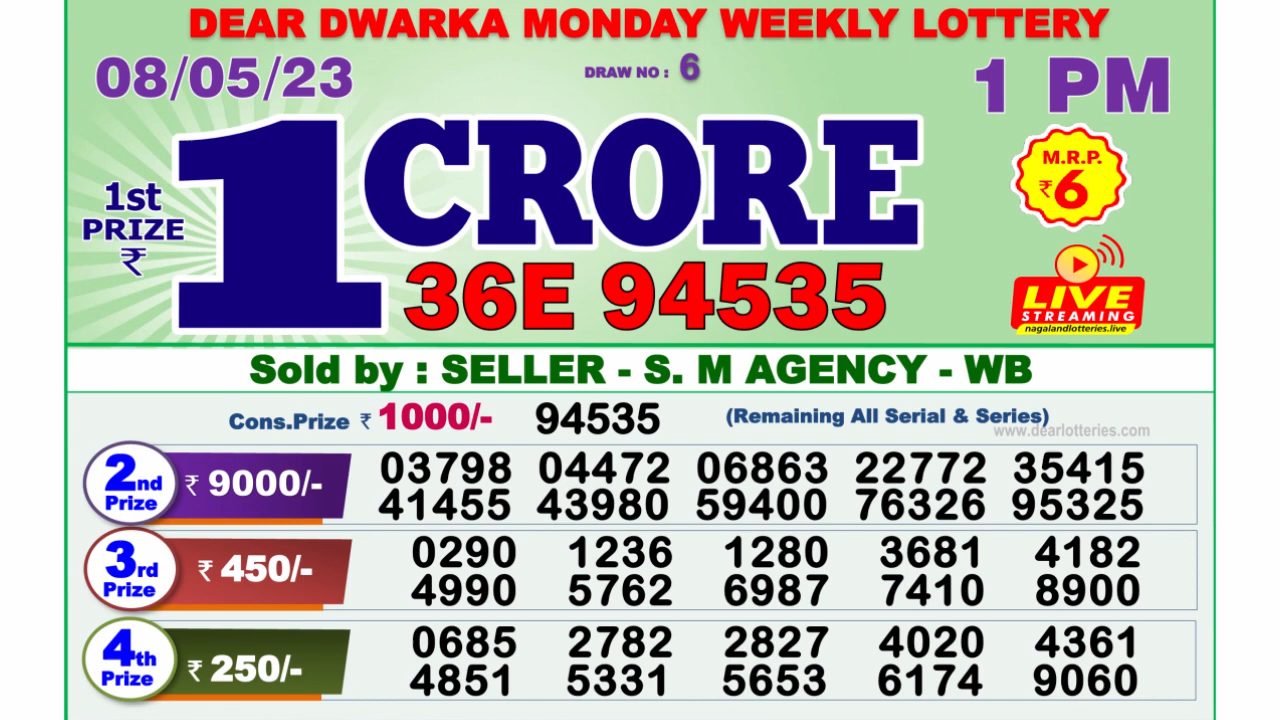 DEAR DWARKA MONDAY WEEKLY LOTTERY
08/05/23 DRAW NO : 6 1 PM
1st PRIZE ₹ 1 CRORE
M.R.P. ₹6
36E 94535
LIVE
STREAMING
nagalandlotteries.live
Sold by : SELLER - S. M AGENCY - WB
Cons.Prize ₹ 1000/- 94535 (Remaining All Serial & Series)
www.dearlotteries.com
2nd Prize ₹ 9000/-
03798 04472 06863 22772 35415
41455 43980 59400 76326 95325
3rd Prize ₹ 450/-
0290 1236 1280 3681 4182
4990 5762 6987 7410 8900
4th Prize ₹ 250/-
0685 2782 2827 4020 4361
4851 5331 5653 6174 9060